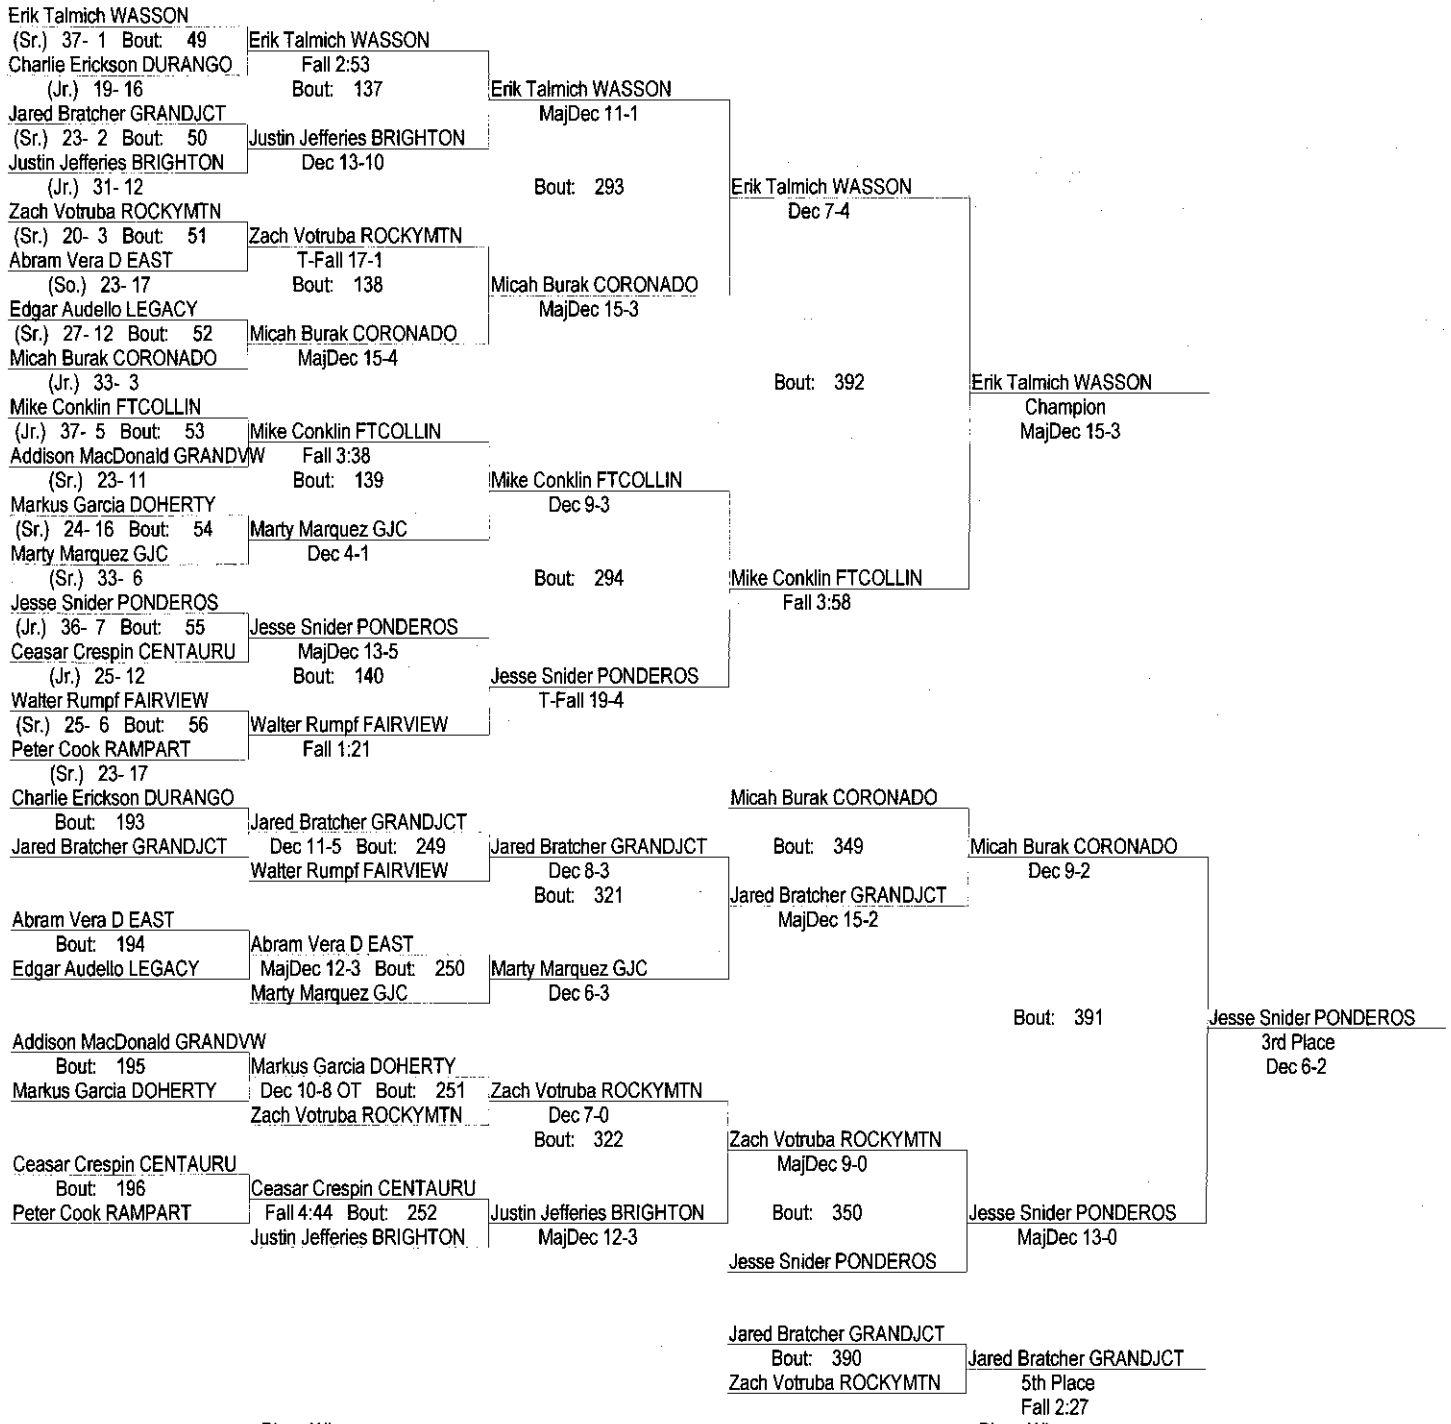 Erik Talmich WASSON
(Sr.) 37- 1 Bout: 49 Erik Talmich WASSON
Charlie Erickson DURANGO Fall 2:53
(Jr.) 19- 16 Bout: 137 Erik Talmich WASSON
Jared Bratcher GRANDJCT MajDec 11-1
(Sr.) 23- 2 Bout: 50 Justin Jefferies BRIGHTON
Justin Jefferies BRIGHTON Dec 13-10
(Jr.) 31- 12 Bout: 293 Erik Talmich WASSON
Zach Votruba ROCKYMTN Dec 7-4
(Sr.) 20- 3 Bout: 51 Zach Votruba ROCKYMTN
Abram Vera D EAST T-Fall 17-1
(So.) 23- 17 Bout: 138 Micah Burak CORONADO
Edgar Audello LEGACY MajDec 15-3
(Sr.) 27- 12 Bout: 52 Micah Burak CORONADO
Micah Burak CORONADO MajDec 15-4
(Jr.) 33- 3 Bout: 392 Erik Talmich WASSON
Mike Conklin FTCOLLIN Champion
(Jr.) 37- 5 Bout: 53 Mike Conklin FTCOLLIN MajDec 15-3
Addison MacDonald GRANDVW Fall 3:38
(Sr.) 23- 11 Bout: 139 Mike Conklin FTCOLLIN
Markus Garcia DOHERTY Dec 9-3
(Sr.) 24- 16 Bout: 54 Marty Marquez GJC
Marty Marquez GJC Dec 4-1
(Sr.) 33- 6 Bout: 294 Mike Conklin FTCOLLIN
Jesse Snider PONDEROS Fall 3:58
(Jr.) 36- 7 Bout: 55 Jesse Snider PONDEROS
Ceasar Crespin CENTAURU MajDec 13-5
(Jr.) 25- 12 Bout: 140 Jesse Snider PONDEROS
Walter Rumpf FAIRVIEW T-Fall 19-4
(Sr.) 25- 6 Bout: 56 Walter Rumpf FAIRVIEW
Peter Cook RAMPART Fall 1:21
(Sr.) 23- 17
Charlie Erickson DURANGO Micah Burak CORONADO
Bout: 193 Jared Bratcher GRANDJCT
Jared Bratcher GRANDJCT Dec 11-5 Bout: 249 Jared Bratcher GRANDJCT Bout: 349 Micah Burak CORONADO
Walter Rumpf FAIRVIEW Dec 8-3 Dec 9-2
Bout: 321 Jared Bratcher GRANDJCT
Abram Vera D EAST MajDec 15-2
Bout: 194 Abram Vera D EAST
Edgar Audello LEGACY MajDec 12-3 Bout: 250 Marty Marquez GJC
Marty Marquez GJC Dec 6-3
Bout: 391 Jesse Snider PONDEROS
Addison MacDonald GRANDVW 3rd Place
Bout: 195 Markus Garcia DOHERTY Dec 6-2
Markus Garcia DOHERTY Dec 10-8 OT Bout: 251 Zach Votruba ROCKYMTN
Zach Votruba ROCKYMTN Dec 7-0
Bout: 322 Zach Votruba ROCKYMTN
Ceasar Crespin CENTAURU MajDec 9-0
Bout: 196 Ceasar Crespin CENTAURU
Peter Cook RAMPART Fall 4:44 Bout: 252 Justin Jefferies BRIGHTON Bout: 350 Jesse Snider PONDEROS
Justin Jefferies BRIGHTON MajDec 12-3 MajDec 13-0
Jesse Snider PONDEROS
Jared Bratcher GRANDJCT
Bout: 390 Jared Bratcher GRANDJCT
Zach Votruba ROCKYMTN 5th Place
Fall 2:27